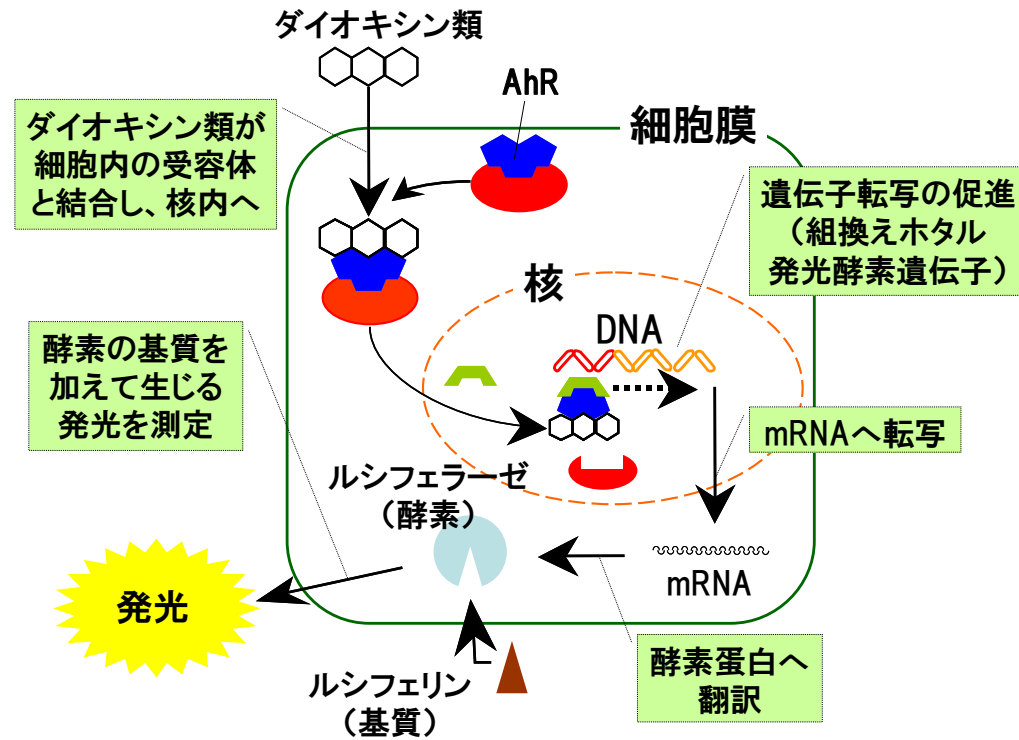 ダイオキシン類
AhR
細胞膜
ダイオキシン類が
細胞内の受容体
と結合し、核内へ
遺伝子転写の促進
（組換えホタル
発光酵素遺伝子）
核
DNA
酵素の基質を
加えて生じる
発光を測定
mRNAへ転写
ルシフェラーゼ
（酵素）
mRNA
発光
酵素蛋白へ
翻訳
ルシフェリン
（基質）